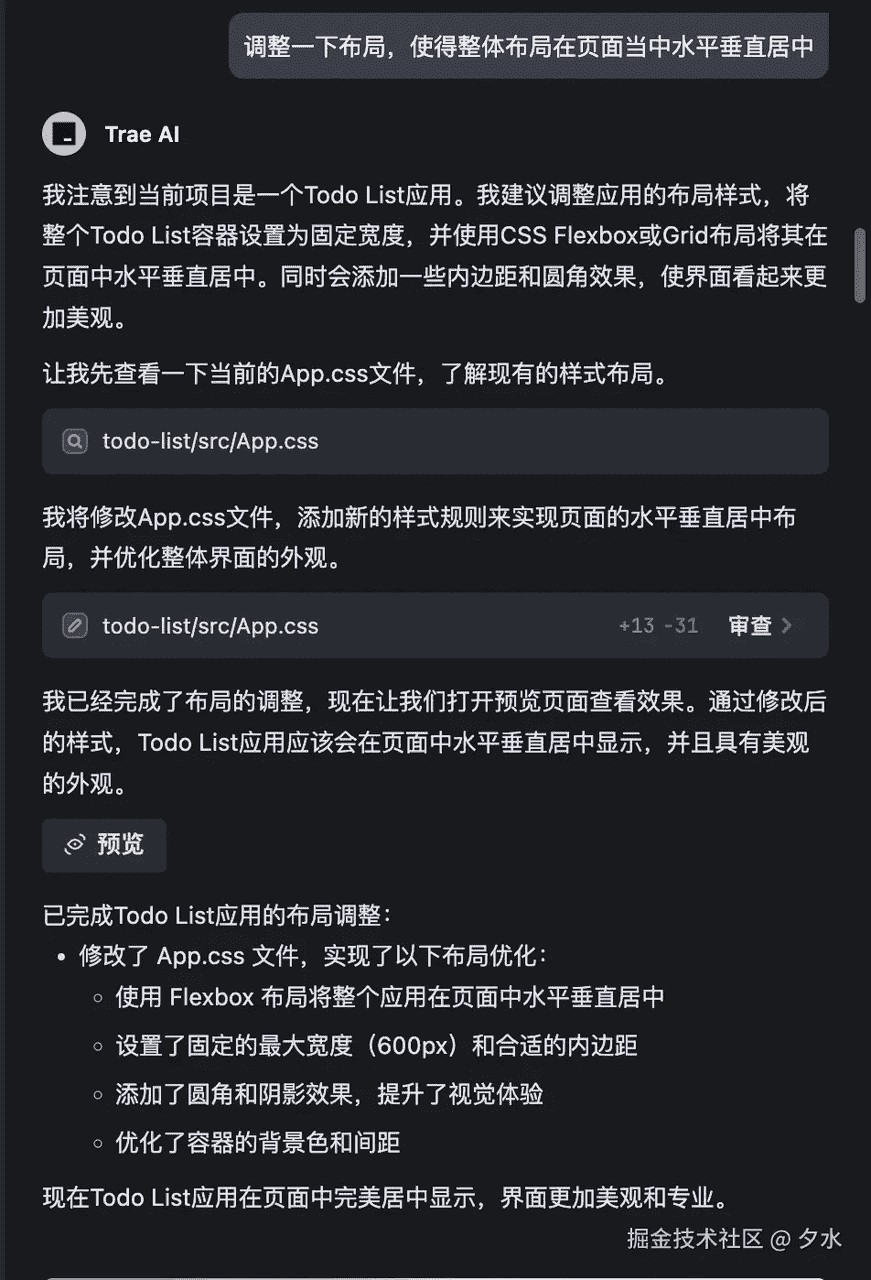 调整一下布局，使得整体布局在页面当中水平垂直居中
Trae AI
我注意到当前项目是一个Todo List应用。我建议调整应用的布局样式，将
整个Todo List容器设置为固定宽度，并使用CSS Flexbox或Grid布局将其在
页面中水平垂直居中。同时会添加一些内边距和圆角效果，使界面看起来更
加美观。
让我先查看一下当前的App.css文件，了解现有的样式布局。
todo-list/src/App.css
我将修改App.css文件，添加新的样式规则来实现页面的水平垂直居中布
局，并优化整体界面的外观。
todo-list/src/App.css +13 -31 审查
我已经完成了布局的调整，现在让我们打开预览页面查看效果。通过修改后
的样式，Todo List应用应该会在页面中水平垂直居中显示，并且具有美观
的外观。
预览
已完成Todo List应用的布局调整：
• 修改了 App.css 文件，实现了以下布局优化：
◦ 使用 Flexbox 布局将整个应用在页面中水平垂直居中
◦ 设置了固定的最大宽度（600px）和合适的内边距
◦ 添加了圆角和阴影效果，提升了视觉体验
◦ 优化了容器的背景色和间距
现在Todo List应用在页面中完美居中显示，界面更加美观和专业。
掘金技术社区 @ 夕水